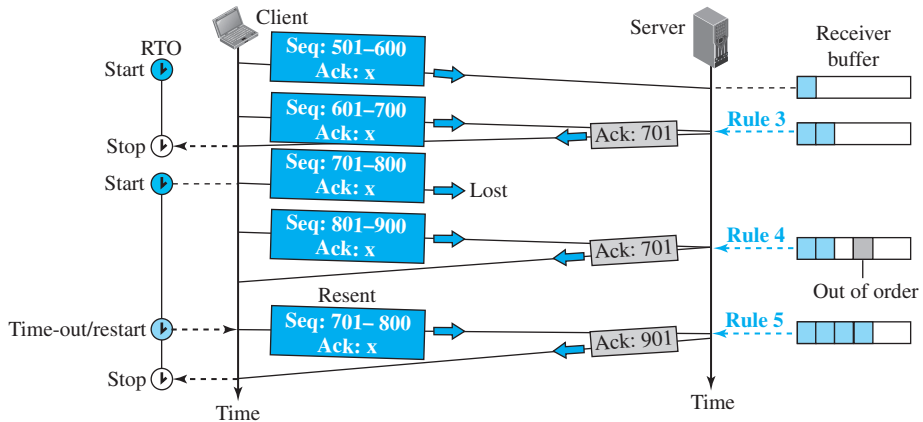 Client
Server
RTO
Receiver
buffer
Start
Seq: 501–600
Ack: x
Seq: 601–700
Ack: x
Rule 3
Ack: 701
Stop
Seq: 701–800
Ack: x
Start
Lost
Seq: 801–900
Ack: x
Rule 4
Ack: 701
Out of order
Resent
Seq: 701– 800
Ack: x
Time-out/restart
Rule 5
Ack: 901
Stop
Time
Time